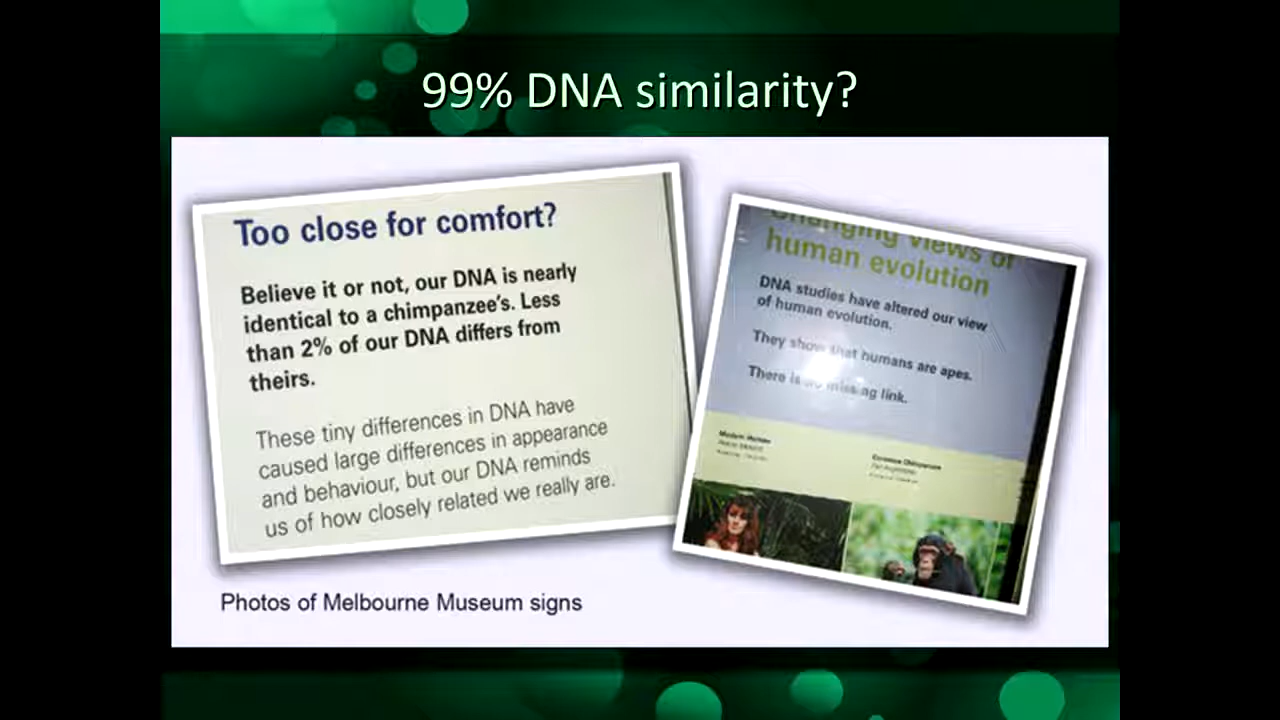 99% DNA similarity?
Too close for comfort?
Believe it or not, our DNA is nearly
identical to a chimpanzee's. Less
than 2% of our DNA differs from
theirs.
These tiny differences in DNA have
caused large differences in appearance
and behaviour, but our DNA reminds
us of how closely related we really are.
Changing views of
human evolution
DNA studies have altered our view
of human evolution.
They show that humans are apes.
There is no missing link.
Modern Human
Common Chimpanzee
Photos of Melbourne Museum signs